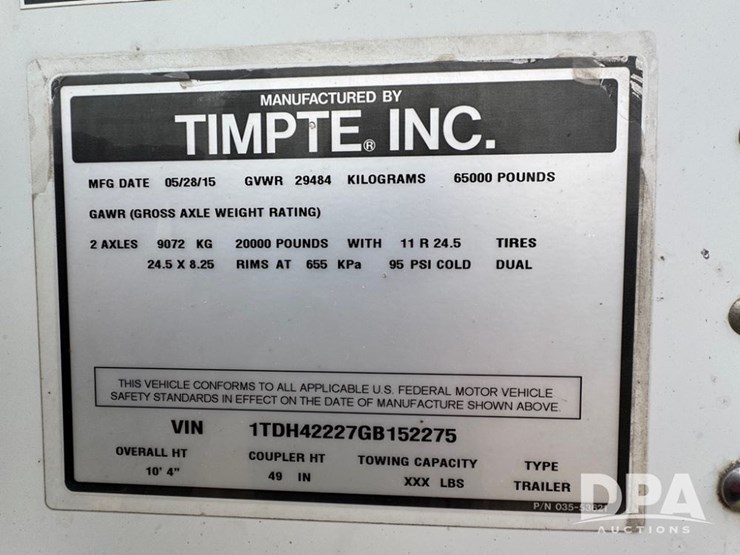 MANUFACTURED BY
TIMPTE® INC.
MFG DATE 05/28/15 GVWR 29484 KILOGRAMS 65000 POUNDS
GAWR (GROSS AXLE WEIGHT RATING)
2 AXLES 9072 KG 20000 POUNDS WITH 11 R 24.5 TIRES
24.5 X 8.25 RIMS AT 655 KPa 95 PSI COLD DUAL
THIS VEHICLE CONFORMS TO ALL APPLICABLE U.S. FEDERAL MOTOR VEHICLE
SAFETY STANDARDS IN EFFECT ON THE DATE OF MANUFACTURE SHOWN ABOVE.
VIN 1TDH42227GB152275
OVERALL HT COUPLER HT TOWING CAPACITY TYPE
10' 4" 49 IN XXX LBS TRAILER
P/N
DPA
AUCTIONS